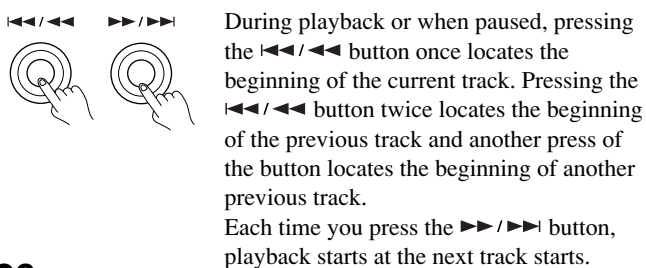 ⏮/◀◀ ▶▶/⏭
During playback or when paused, pressing
the ⏮/◀◀ button once locates the
beginning of the current track. Pressing the
⏮/◀◀ button twice locates the beginning
of the previous track and another press of
the button locates the beginning of another
previous track.
Each time you press the ▶▶/⏭ button,
playback starts at the next track starts.